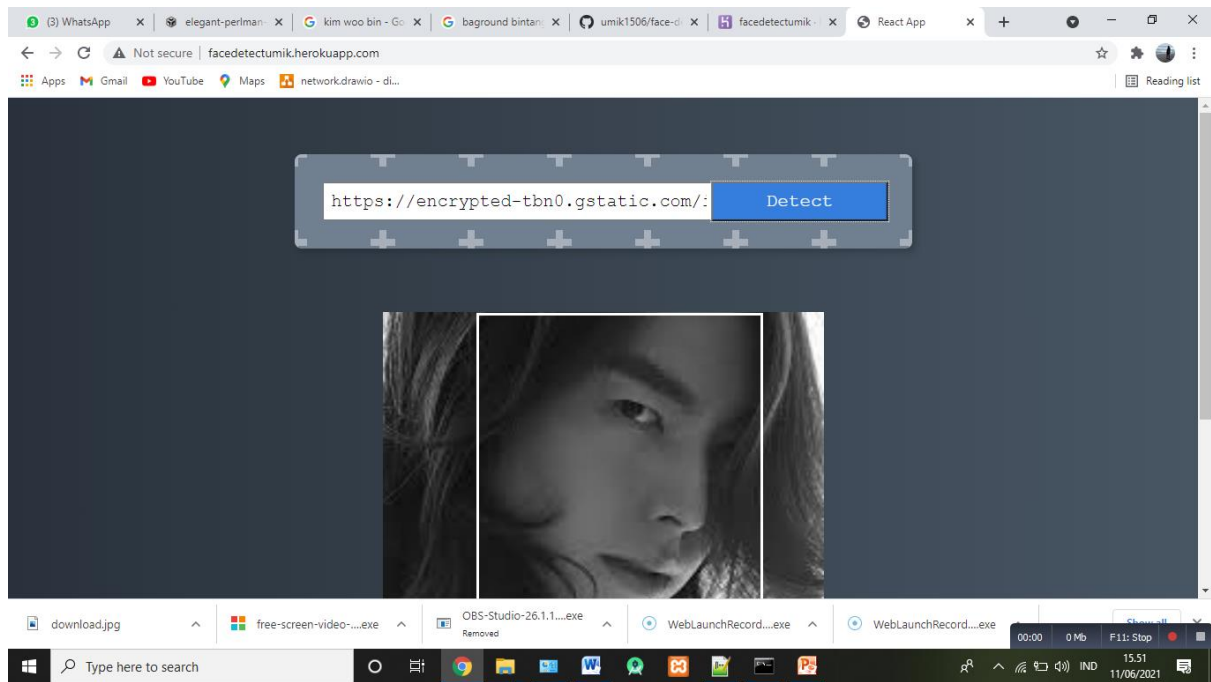 (3) WhatsApp
elegant-perlman-
kim woo bin - Go
baground bintan
umik1506/face-d
facedetectumik -
React App
Not secure | facedetectumik.herokuapp.com
Apps
Gmail
YouTube
Maps
network.drawio - di...
Reading list
https://encrypted-tbn0.gstatic.com/i
Detect
download.jpg
free-screen-video-....exe
OBS-Studio-26.1.1....exe
Removed
WebLaunchRecord....exe
WebLaunchRecord....exe
Show all
00:00
0 Mb
F11: Stop
Type here to search
IND
15.51
11/06/2021